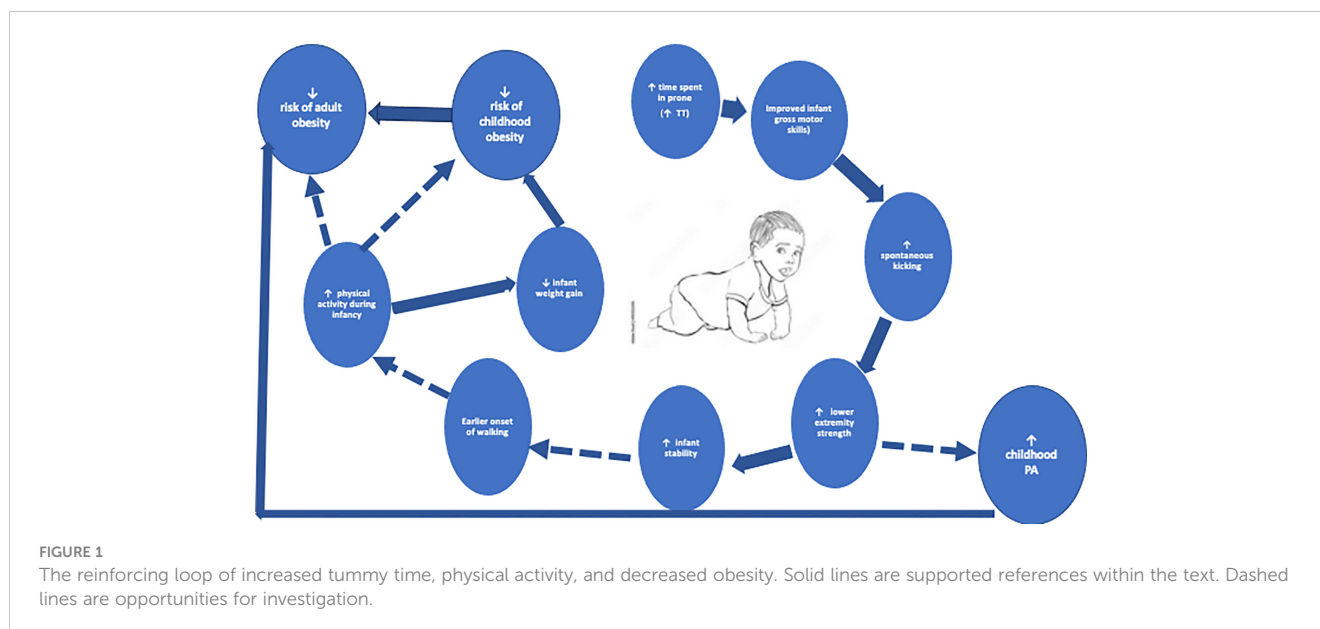 ↓
risk of adult
obesity
↓
risk of
childhood
obesity
↑ time spent
in prone
(↑ TT)
Improved infant
gross motor
skills)
↑
spontaneous
kicking
↑ physical
activity during
infancy
↓ infant
weight gain
Earlier onset
of walking
↑ infant
stability
↑ lower
extremity
strength
↑
childhood
PA
FIGURE 1
The reinforcing loop of increased tummy time, physical activity, and decreased obesity. Solid lines are supported references within the text. Dashed
lines are opportunities for investigation.